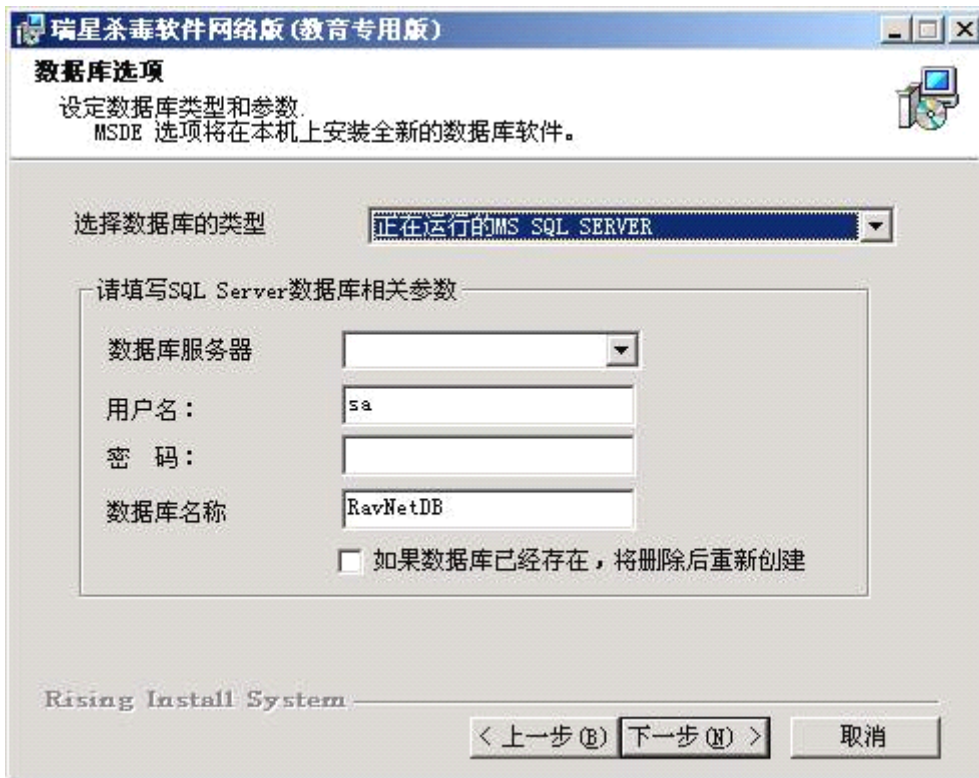 瑞星杀毒软件网络版(教育专用版)
数据库选项
设定数据库类型和参数.
MSDE 选项将在本机上安装全新的数据库软件。
选择数据库的类型 正在运行的MS SQL SERVER
请填写SQL Server数据库相关参数
数据库服务器
用户名： sa
密 码：
数据库名称 RavNetDB
如果数据库已经存在，将删除后重新创建
Rising Install System
< 上一步(B) 下一步(N) > 取消